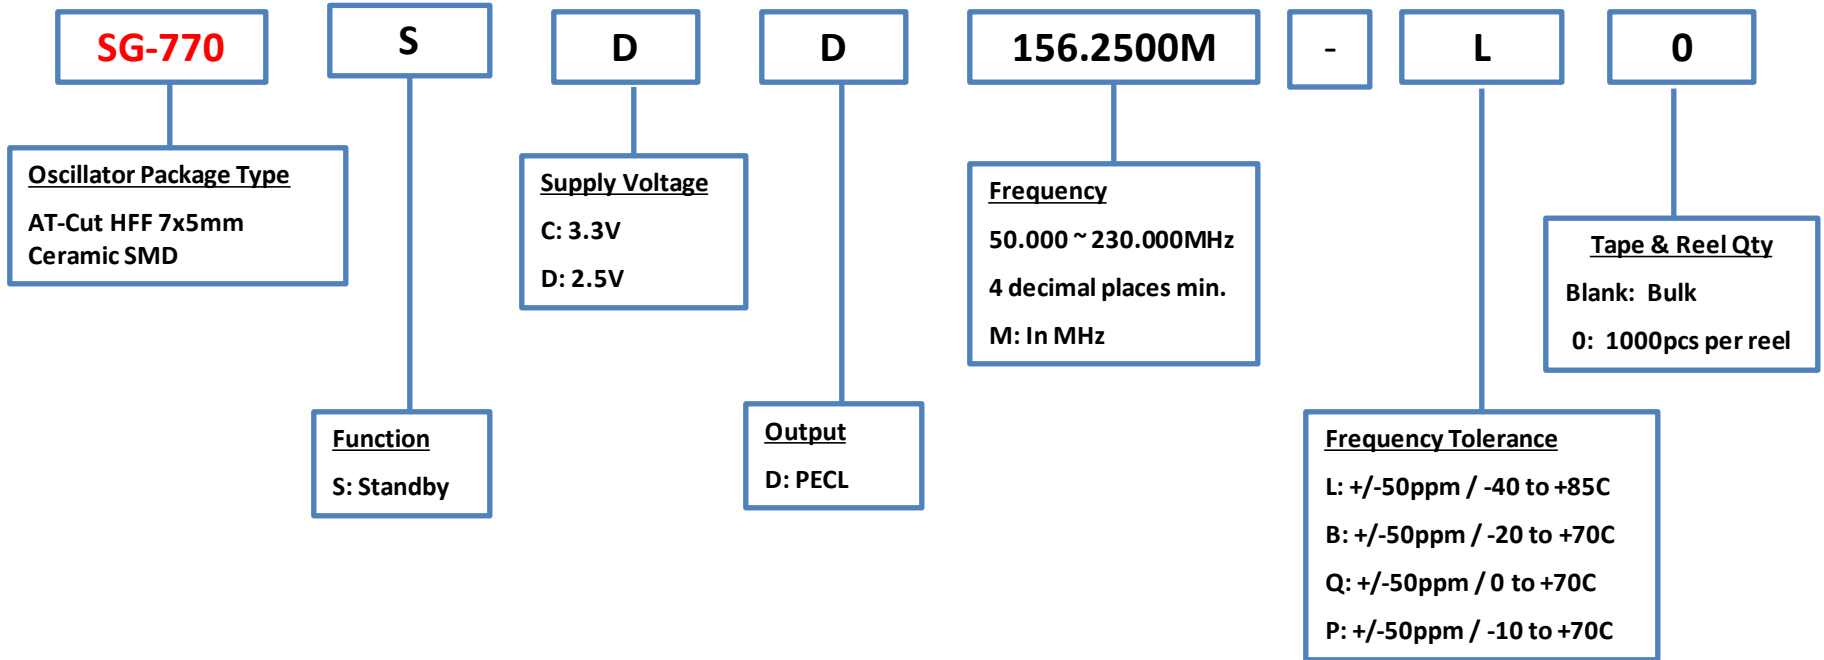 SG-770 S D D 156.2500M - L 0
Oscillator Package Type
AT-Cut HFF 7x5mm
Ceramic SMD
Supply Voltage
C: 3.3V
D: 2.5V
Frequency
50.000 ~ 230.000MHz
4 decimal places min.
M: In MHz
Tape & Reel Qty
Blank: Bulk
0: 1000pcs per reel
Function
S: Standby
Output
D: PECL
Frequency Tolerance
L: +/-50ppm / -40 to +85C
B: +/-50ppm / -20 to +70C
Q: +/-50ppm / 0 to +70C
P: +/-50ppm / -10 to +70C